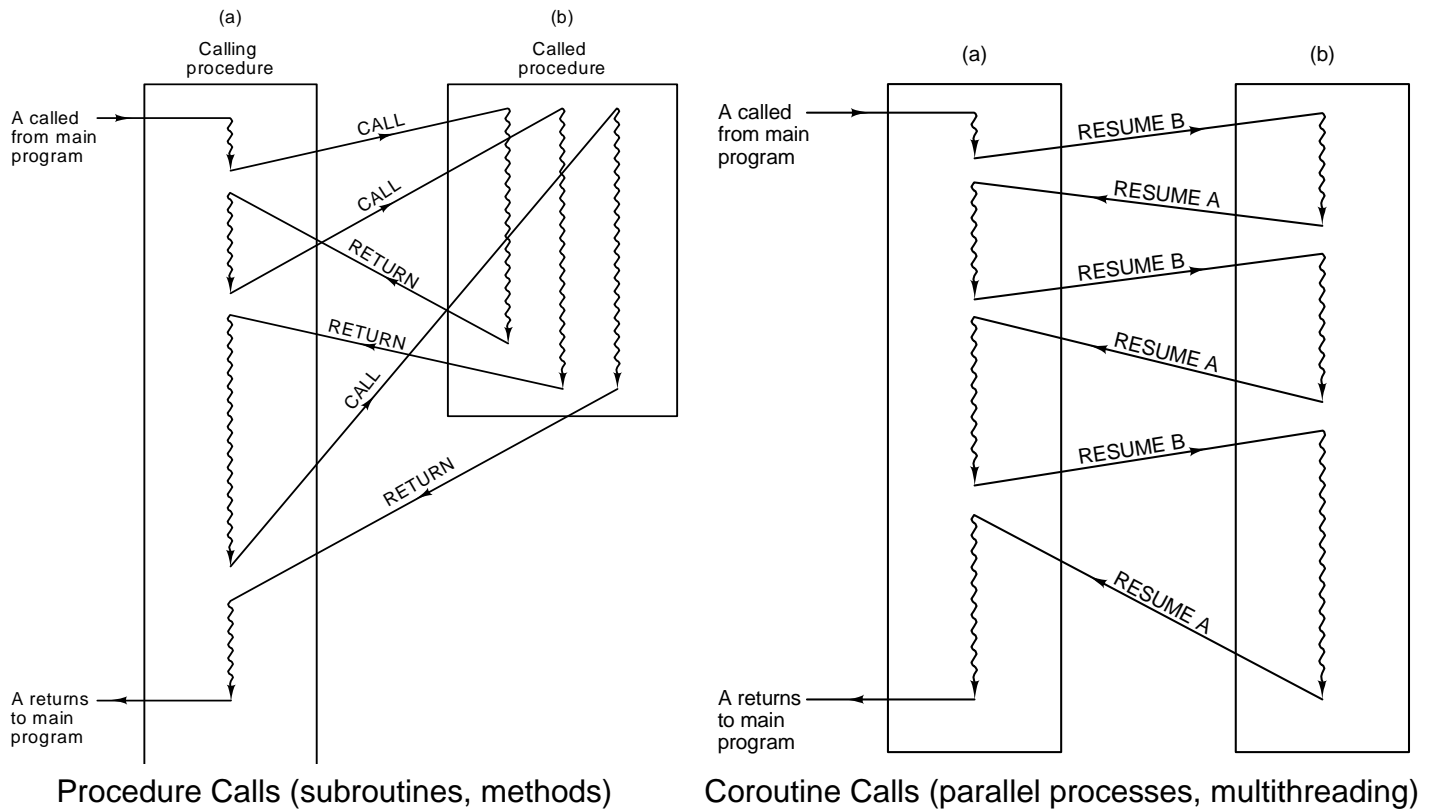 (a)
Calling
procedure
(b)
Called
procedure
A called
from main
program
CALL
CALL
RETURN
RETURN
CALL
RETURN
A returns
to main
program
Procedure Calls (subroutines, methods)
(a)
(b)
A called
from main
program
RESUME B
RESUME A
RESUME B
RESUME A
RESUME B
RESUME A
A returns
to main
program
Coroutine Calls (parallel processes, multithreading)